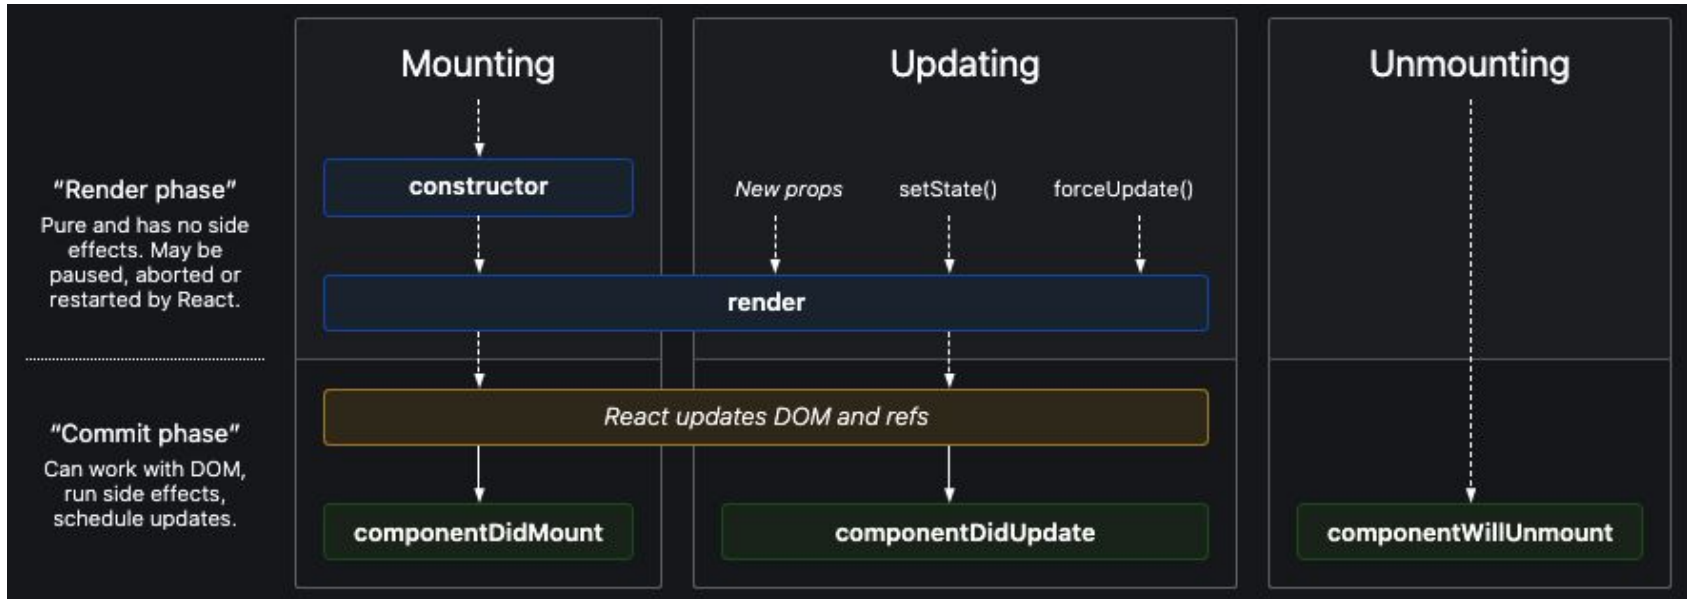 Mounting
Updating
Unmounting
“Render phase”
Pure and has no side
effects. May be
paused, aborted or
restarted by React.
constructor
New props
setState()
forceUpdate()
render
“Commit phase”
Can work with DOM,
run side effects,
schedule updates.
React updates DOM and refs
componentDidMount
componentDidUpdate
componentWillUnmount